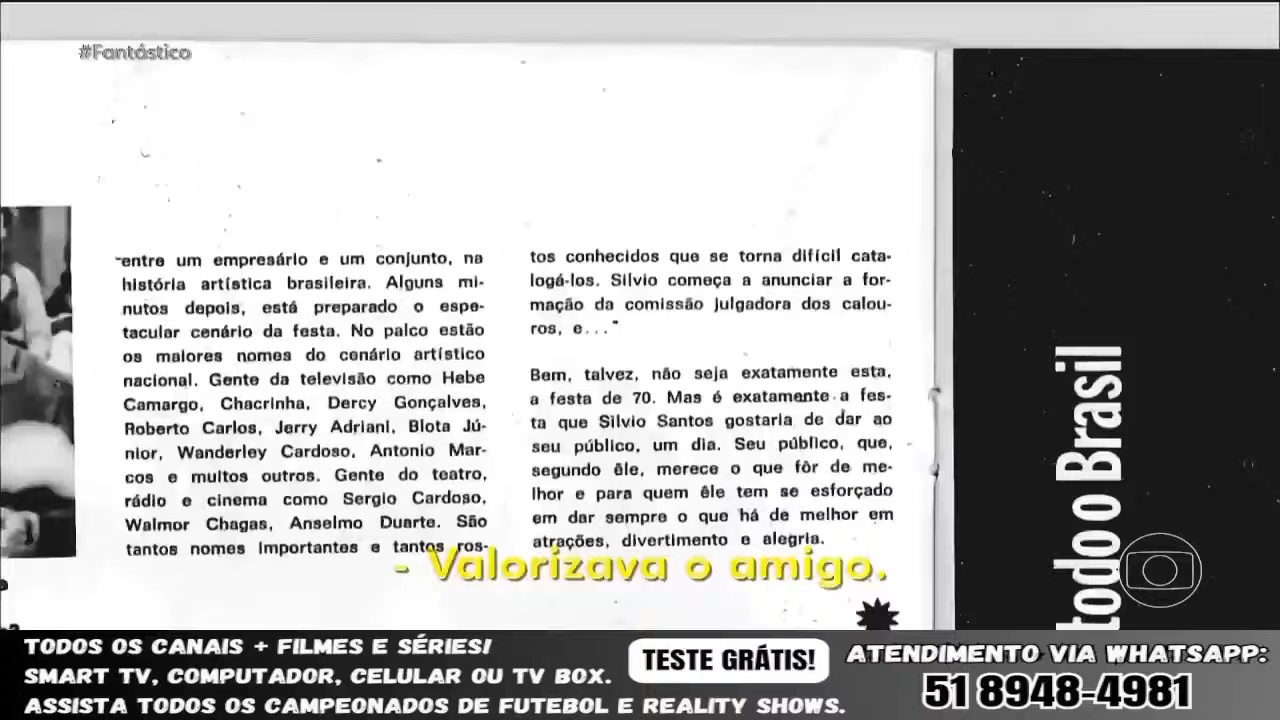 #Fantástico
entre um empresário e um conjunto, na
história artística brasileira. Alguns mi-
nutos depois, está preparado o espe-
tacular cenário da festa. No palco estão
os maiores nomes do cenário artístico
nacional. Gente da televisão como Hebe
Camargo, Chacrinha, Dercy Gonçalves,
Roberto Carlos, Jerry Adriani, Blota Jú-
nior, Wanderley Cardoso, Antonio Mar-
cos e muitos outros. Gente do teatro,
rádio e cinema como Sergio Cardoso,
Walmor Chagas, Anselmo Duarte. São
tantos nomes importantes e tantos ros-
tos conhecidos que se torna difícil cata-
logá-los. Silvio começa a anunciar a for-
mação da comissão julgadora dos calou-
ros, e..."
Bem, talvez, não seja exatamente esta,
a festa de 70. Mas é exatamente a fes-
ta que Silvio Santos gostaria de dar ao
seu público, um dia. Seu público, que,
segundo êle, merece o que fôr de me-
lhor e para quem êle tem se esforçado
em dar sempre o que há de melhor em
atrações, divertimento e alegria.
todo o Brasil
- Valorizava o amigo.
TODOS OS CANAIS + FILMES E SÉRIES!
SMART TV, COMPUTADOR, CELULAR OU TV BOX.
ASSISTA TODOS OS CAMPEONADOS DE FUTEBOL E REALITY SHOWS.
TESTE GRÁTIS!
ATENDIMENTO VIA WHATSAPP:
51 8948-4981